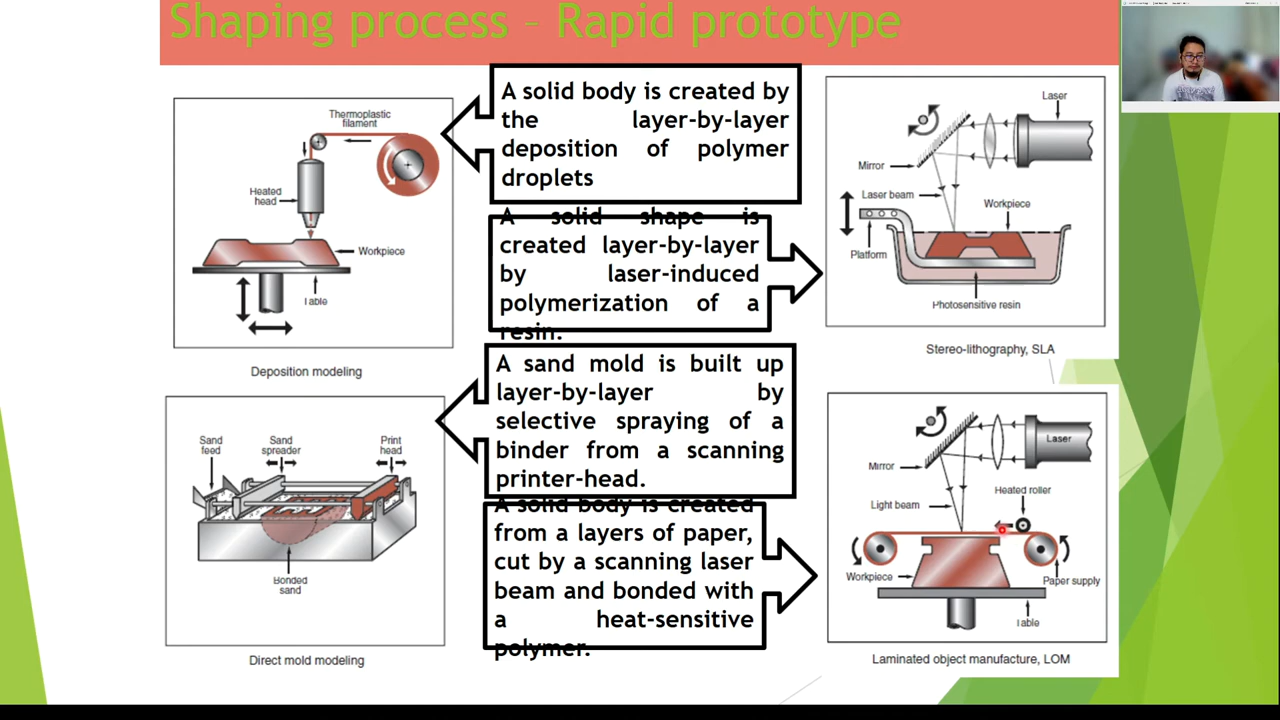 Shaping process – Rapid prototype
Thermoplastic
filament
Heated
head
Workpiece
Table
Deposition modeling
A solid body is created by
the layer-by-layer
deposition of polymer
droplets
A solid shape is
created layer-by-layer
by laser-induced
polymerization of a
resin.
Laser
Mirror
Laser beam
Workpiece
Platform
Photosensitive resin
Stereo-lithography, SLA
Sand
feed
Sand
spreader
Print
head
Bonded
sand
Direct mold modeling
A sand mold is built up
layer-by-layer by
selective spraying of a
binder from a scanning
printer-head.
A solid body is created
from a layers of paper,
cut by a scanning laser
beam and bonded with
a heat-sensitive
polymer.
Laser
Mirror
Heated roller
Light beam
Workpiece
Paper supply
Table
Laminated object manufacture, LOM